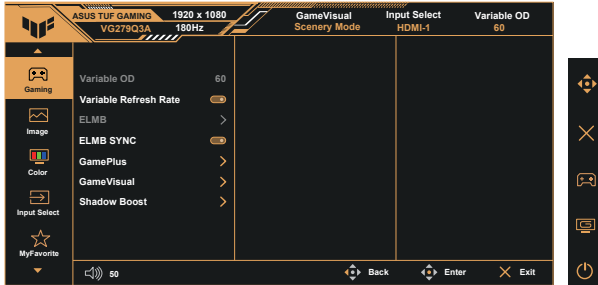 ASUS TUF GAMING 1920 x 1080 GameVisual Input Select Variable OD
VG279Q3A 180Hz Scenery Mode HDMI-1 60
Gaming
Image
Color
Input Select
MyFavorite
Variable OD 60
Variable Refresh Rate
ELMB
ELMB SYNC
GamePlus
GameVisual
Shadow Boost
50 Back Enter Exit